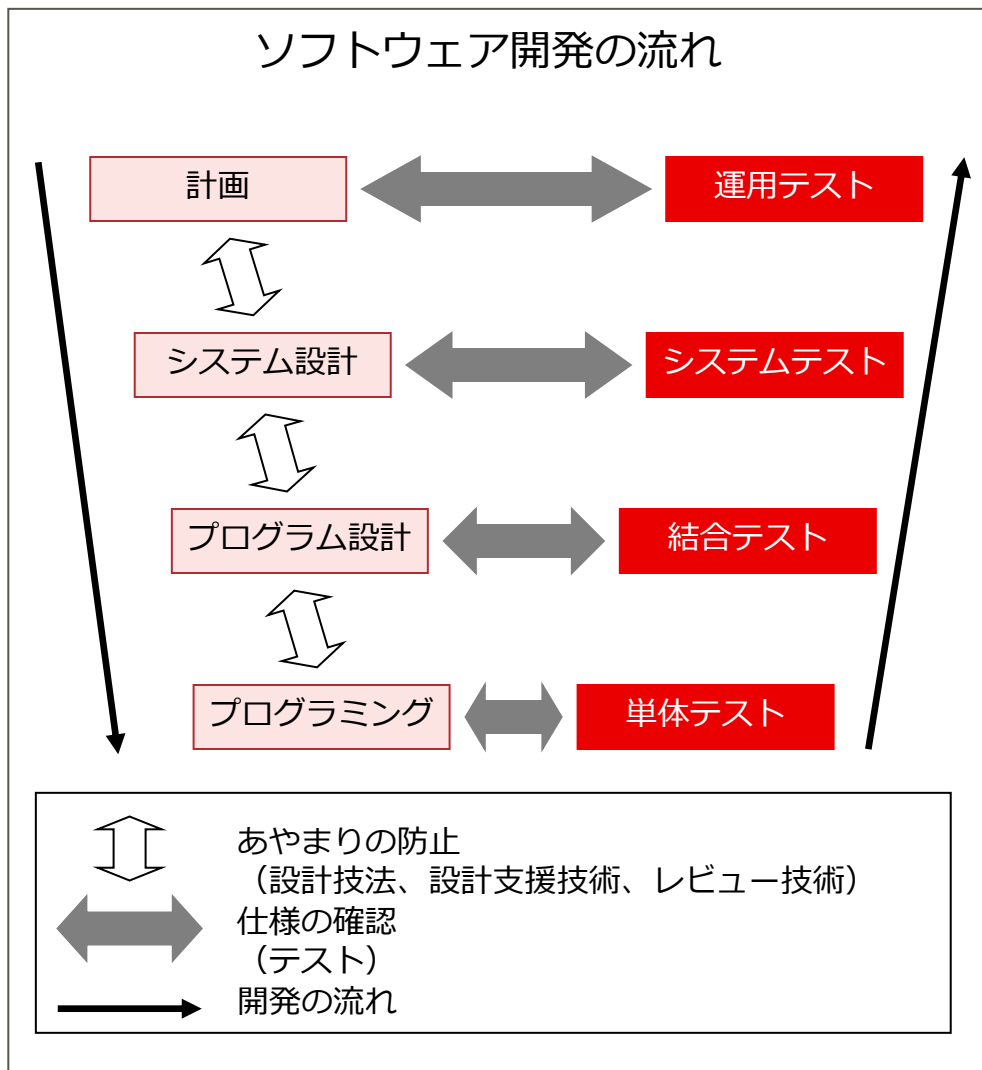 ソフトウェア開発の流れ
計画
運用テスト
システム設計
システムテスト
プログラム設計
結合テスト
プログラミング
単体テスト
あやまりの防止
（設計技法、設計支援技術、レビュー技術）
仕様の確認
（テスト）
開発の流れ